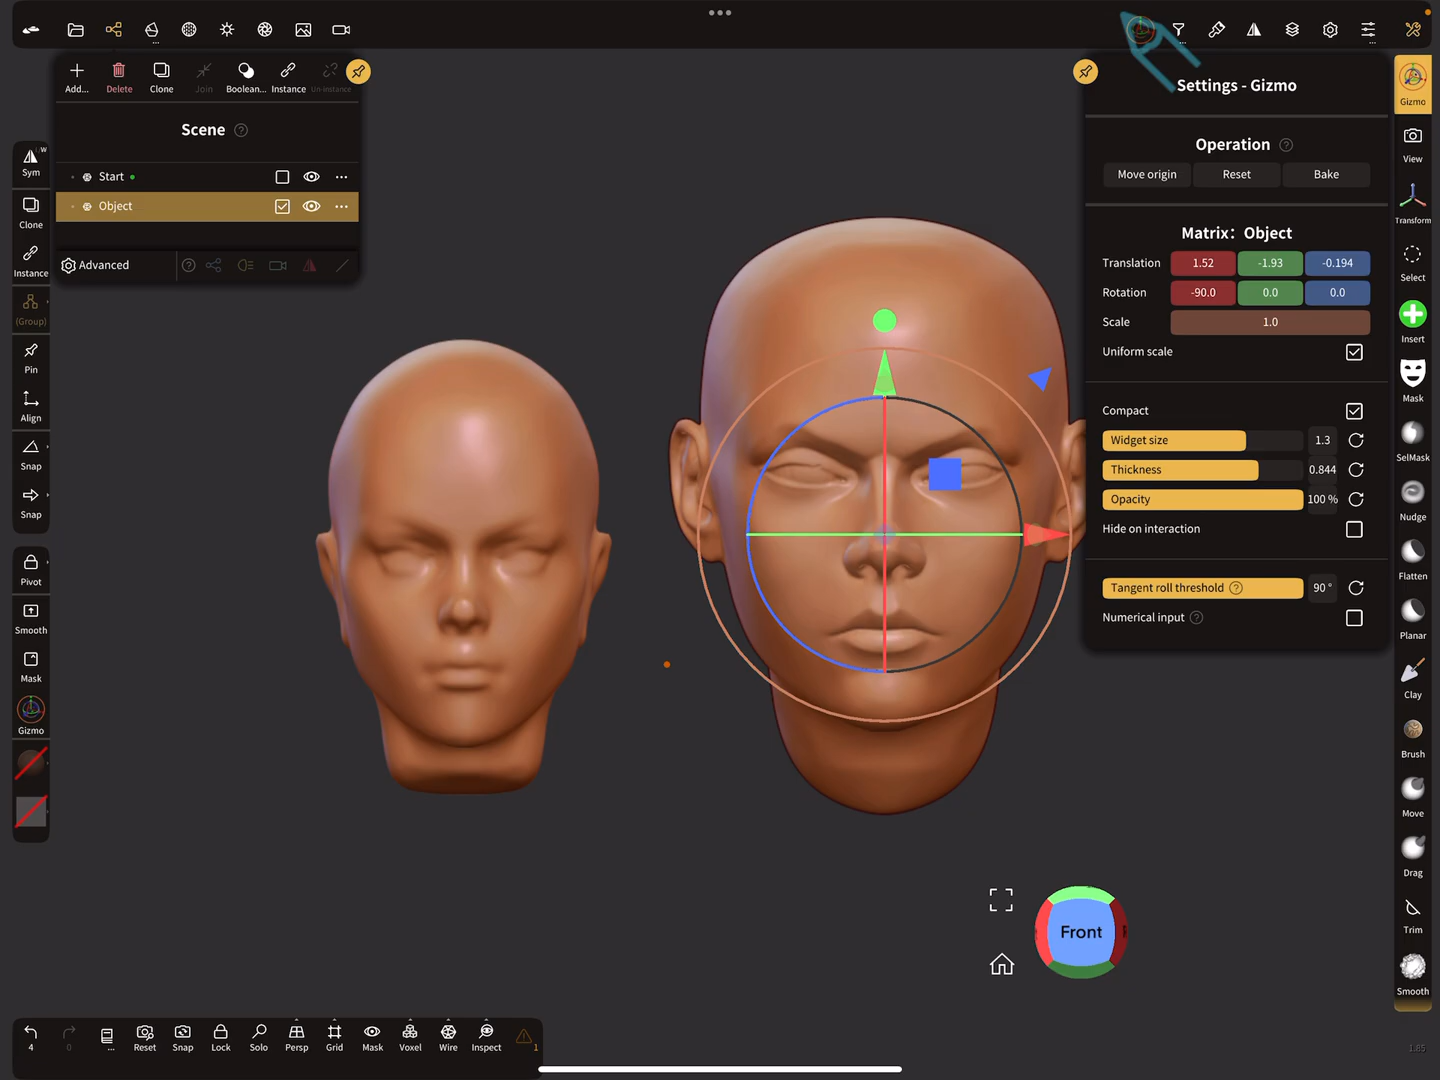 Add...
Delete
Clone
Join
Boolean...
Instance
Un-instance
Scene ?
Start
Object
Advanced
?
W
Sym
Clone
Instance
(Group)
Pin
Align
Snap
Snap
Pivot
Smooth
Mask
Gizmo
Settings - Gizmo
Operation ?
Move origin Reset Bake
Matrix: Object
Translation 1.52 -1.93 -0.194
Rotation -90.0 0.0 0.0
Scale 1.0
Uniform scale
Compact
Widget size 1.3
Thickness 0.844
Opacity 100 %
Hide on interaction
Tangent roll threshold ? 90 °
Numerical input ?
Gizmo
View
Transform
Select
Insert
Mask
SelMask
Nudge
Flatten
Planar
Clay
Brush
Move
Drag
Trim
Smooth
Front
4
0
...
Reset
Snap
Lock
Solo
Persp
Grid
Mask
Voxel
Wire
Inspect
1
1.85